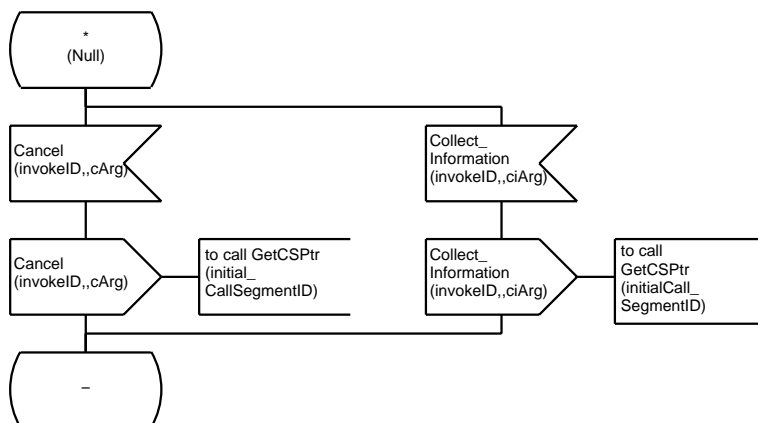 *
(Null)
Cancel
(invokeID,,cArg)
Collect_
Information
(invokeID,,ciArg)
Cancel
(invokeID,,cArg)
to call GetCSPtr
(initial_
CallSegmentID)
Collect_
Information
(invokeID,,ciArg)
to call
GetCSPtr
(initialCall_
SegmentID)
–